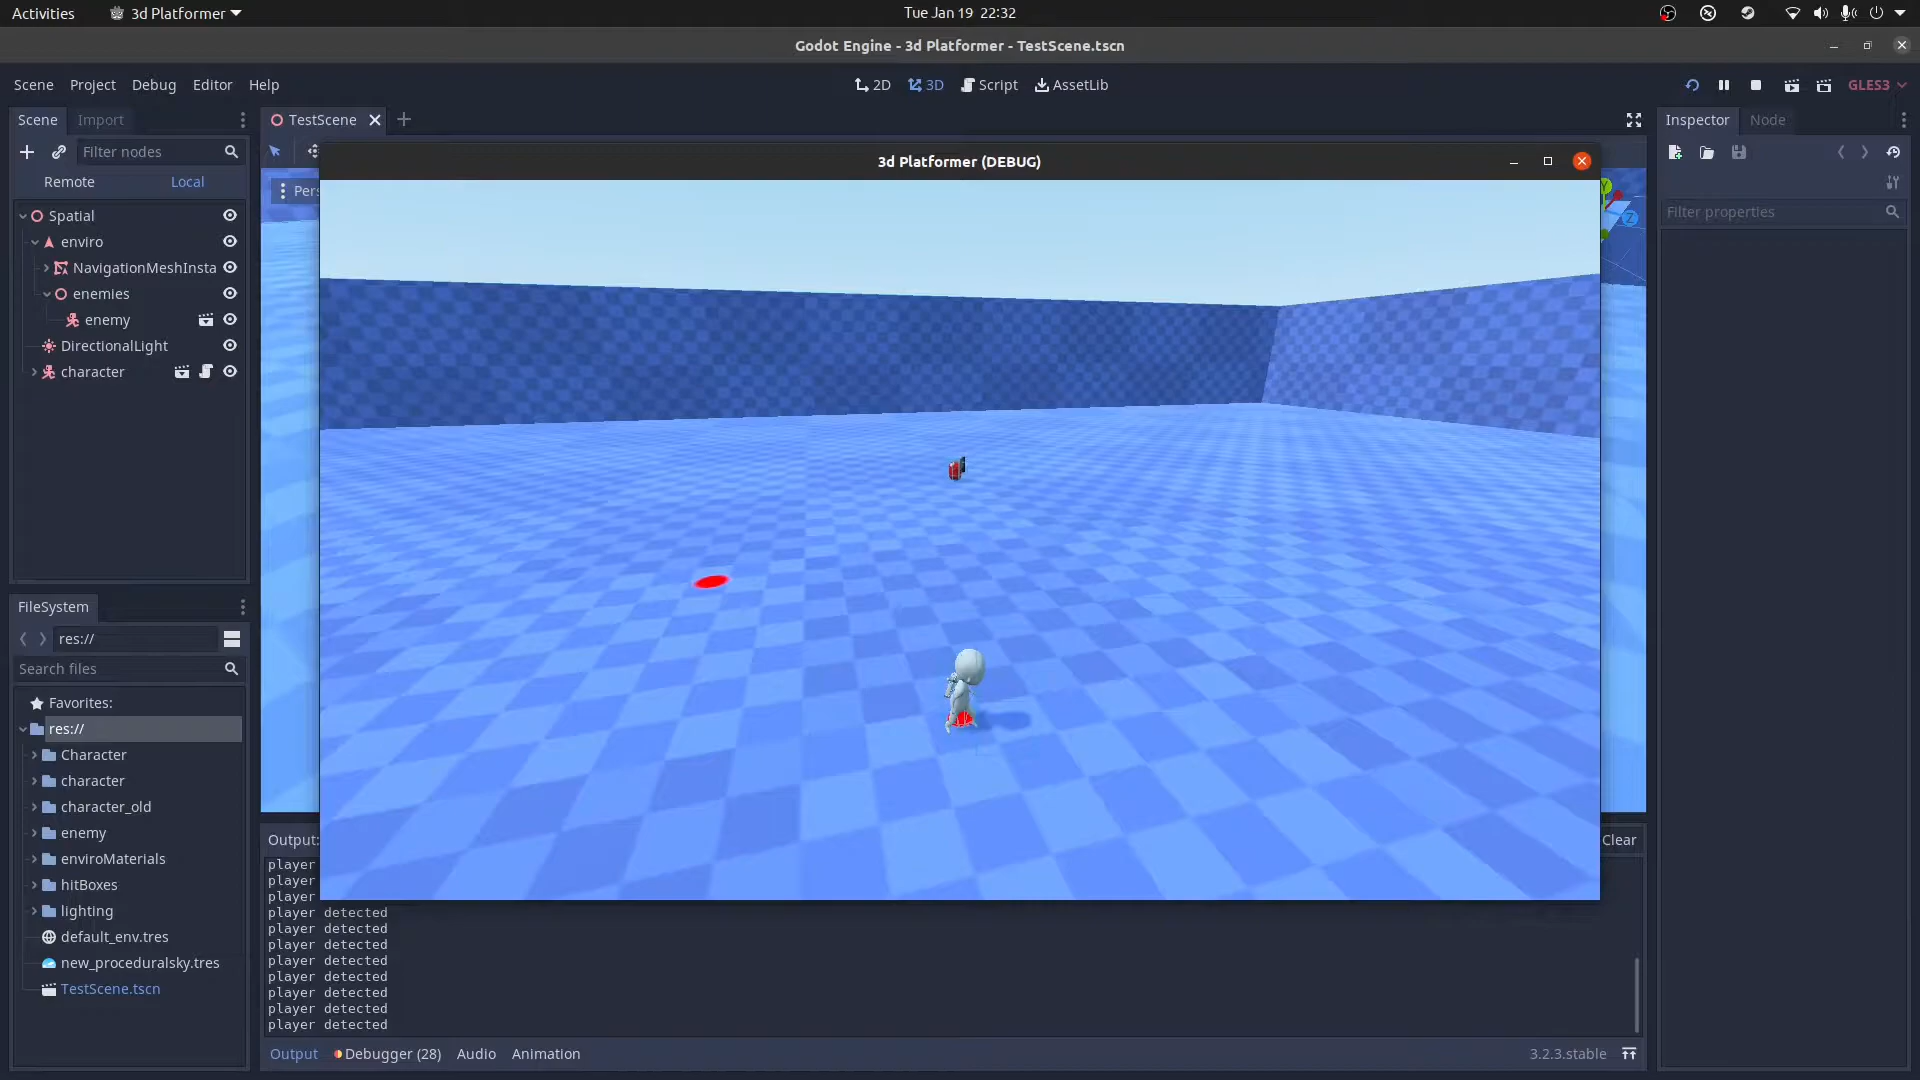 Activities
3d Platformer
Tue Jan 19 22:32
Godot Engine - 3d Platformer - TestScene.tscn
Scene Project Debug Editor Help
2D 3D Script AssetLib
GLES3
Scene Import
TestScene
Inspector Node
Filter nodes
3d Platformer (DEBUG)
Remote Local
Pers
Filter properties
Spatial
enviro
NavigationMeshInsta
enemies
enemy
DirectionalLight
character
Y
Z
FileSystem
res://
Search files
Favorites:
res://
Character
character
character_old
enemy
enviroMaterials
hitBoxes
lighting
default_env.tres
new_proceduralsky.tres
TestScene.tscn
Output:
Clear
player
player
player
player detected
player detected
player detected
player detected
player detected
player detected
player detected
player detected
Output Debugger (28) Audio Animation
3.2.3.stable